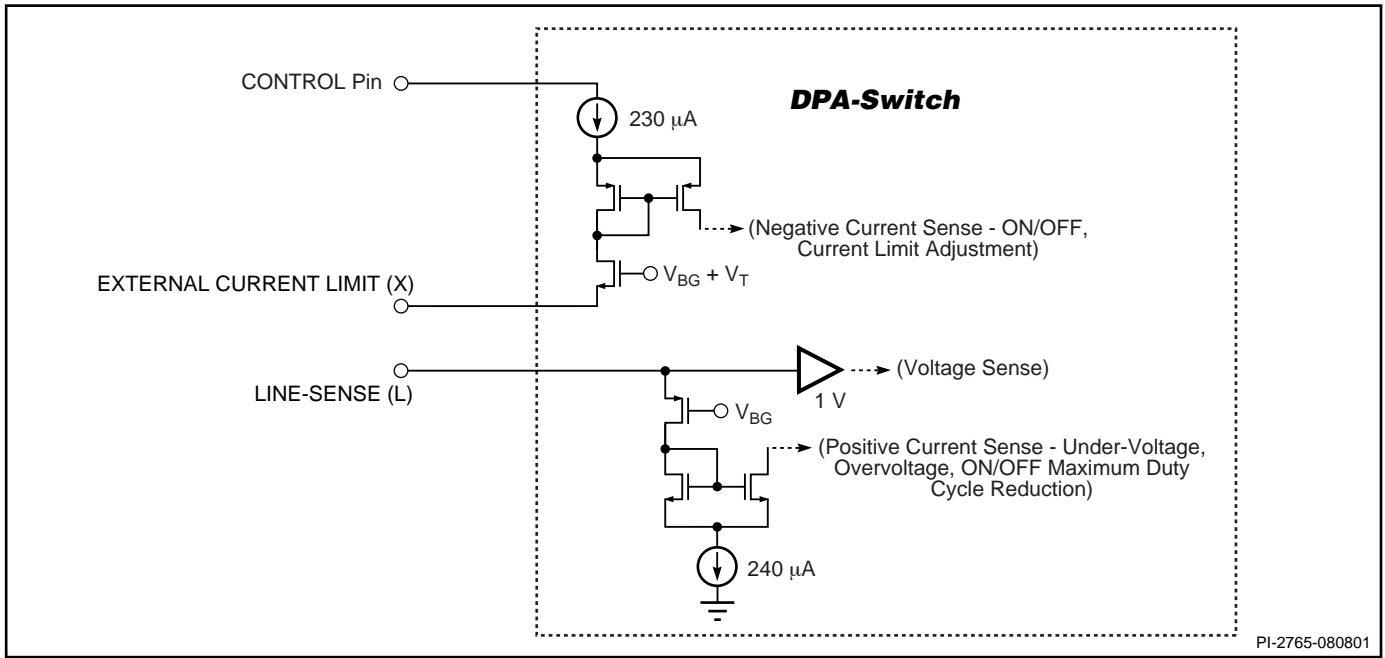 CONTROL Pin
DPA-Switch
230 μA
(Negative Current Sense - ON/OFF,
Current Limit Adjustment)
V_BG + V_T
EXTERNAL CURRENT LIMIT (X)
(Voltage Sense)
LINE-SENSE (L)
1 V
V_BG
(Positive Current Sense - Under-Voltage,
Overvoltage, ON/OFF Maximum Duty
Cycle Reduction)
240 μA
PI-2765-080801